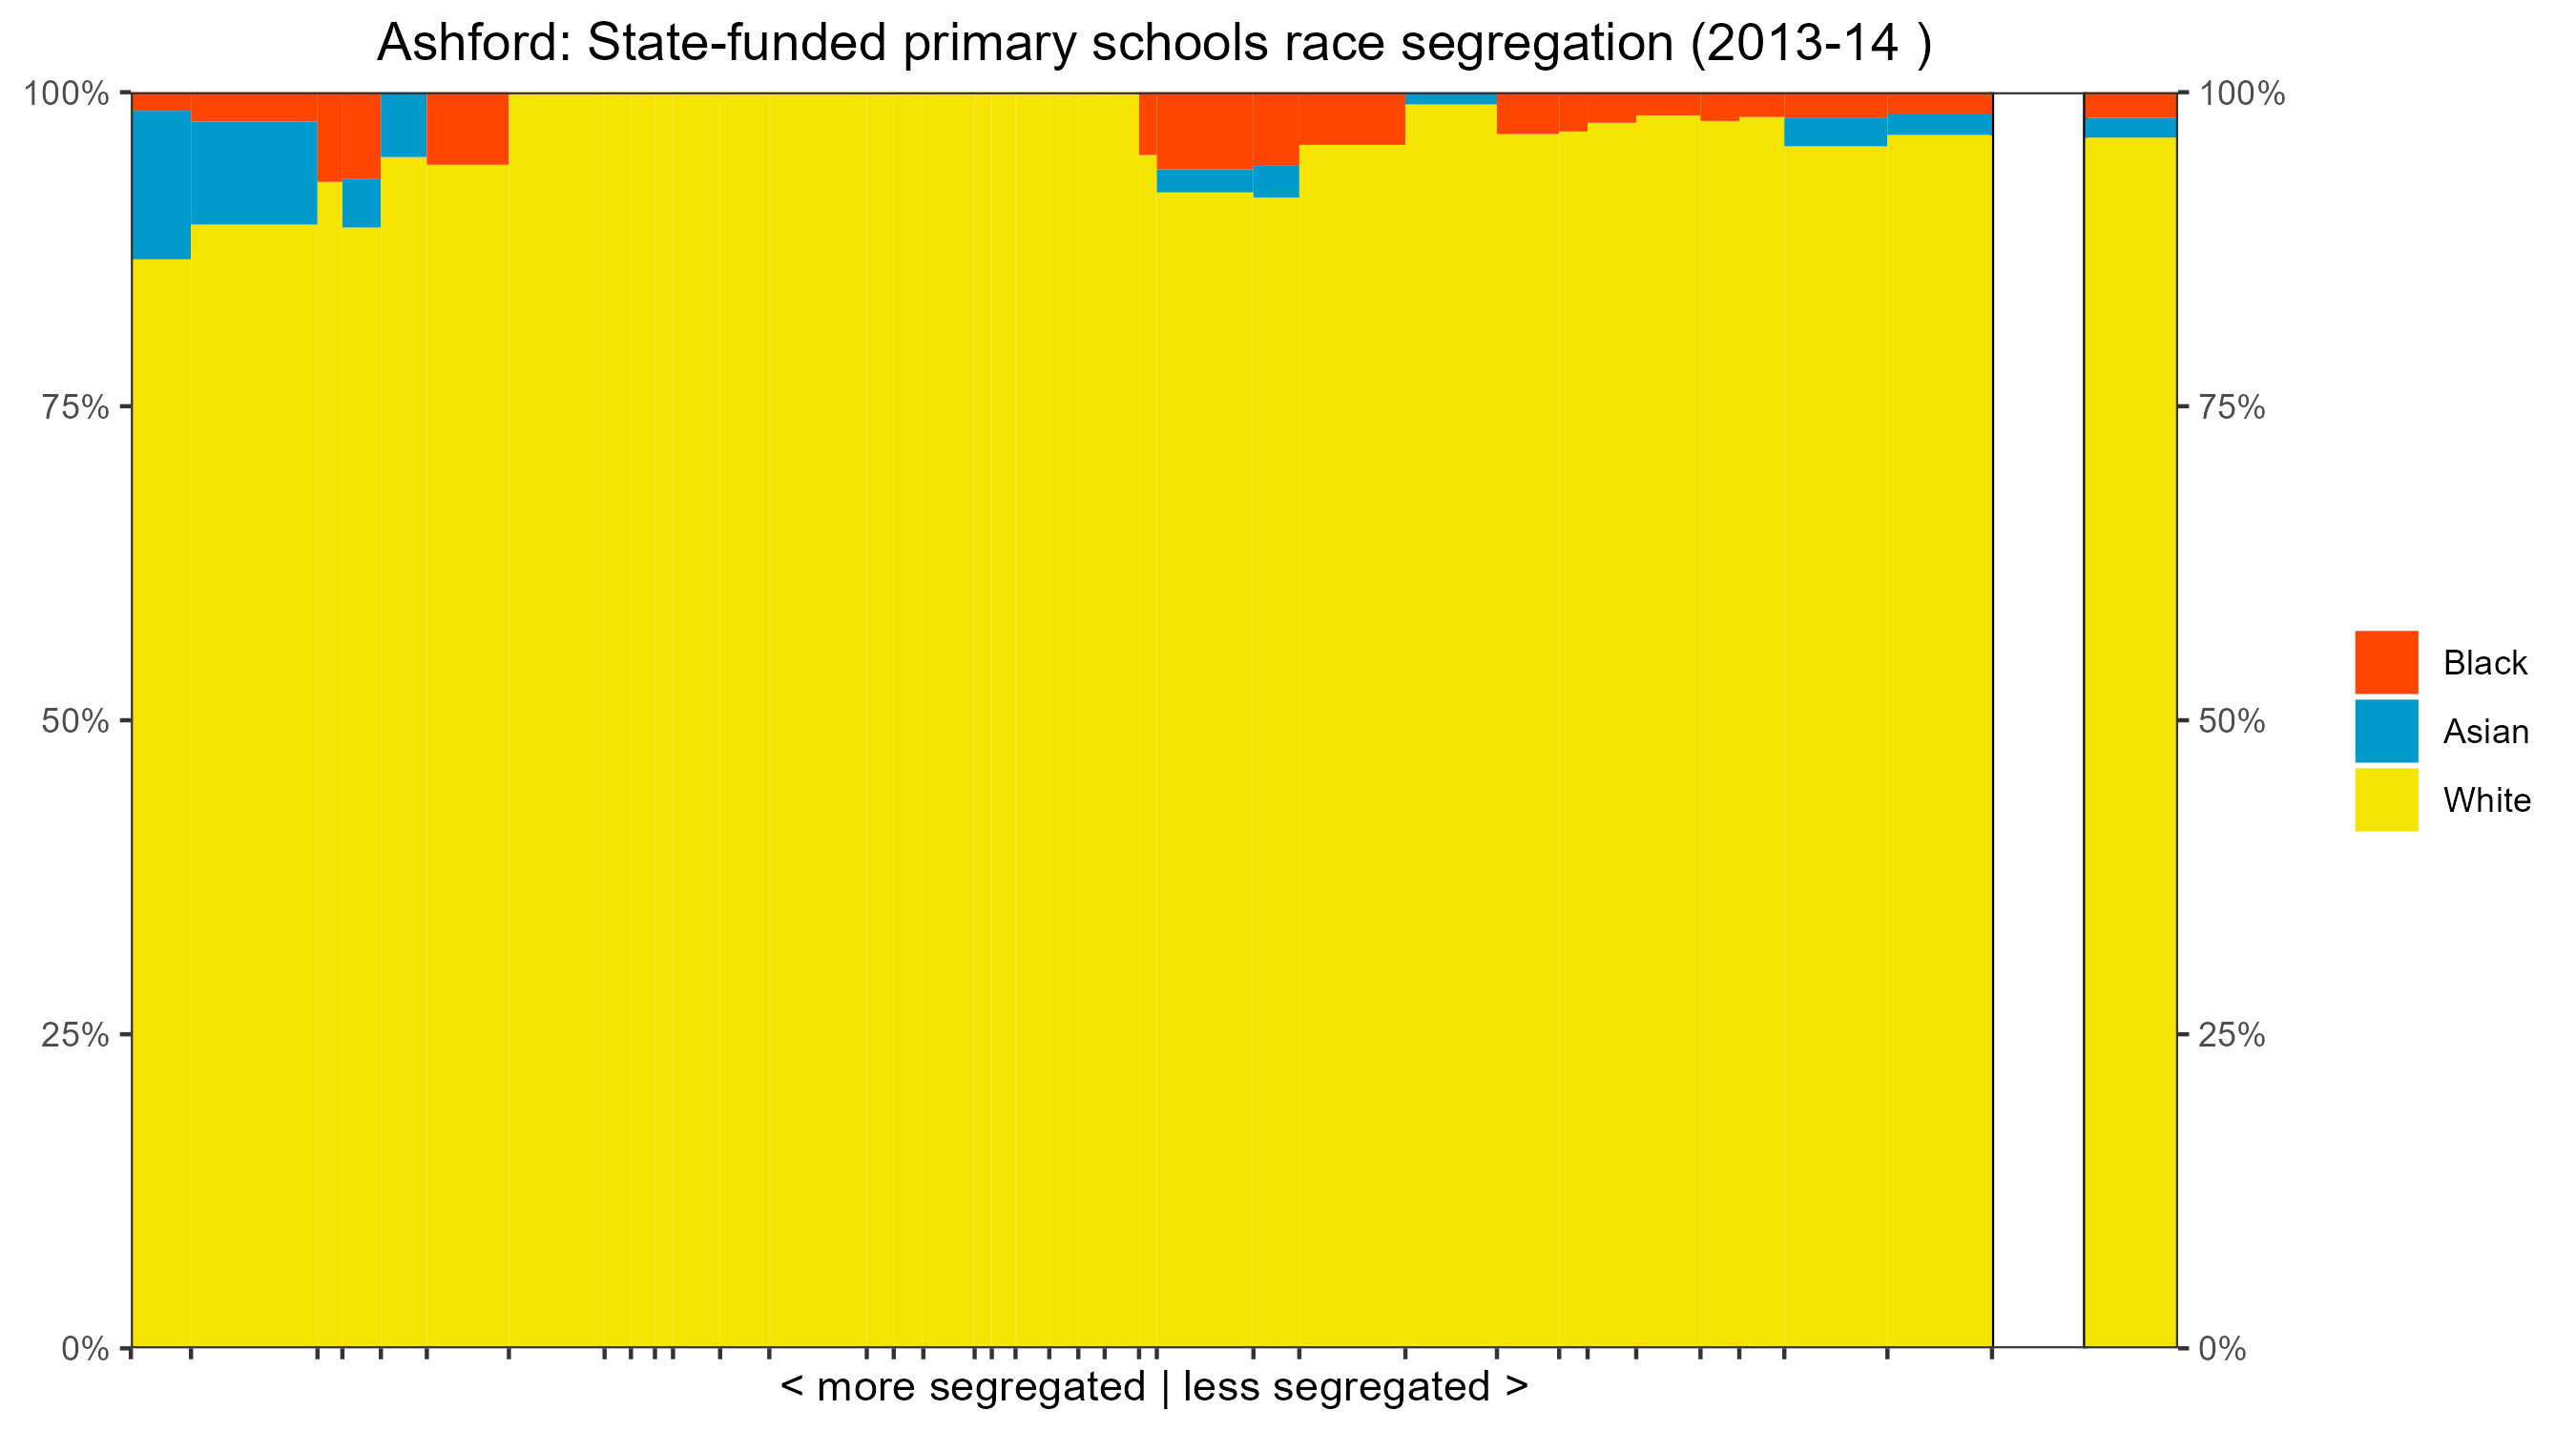 Ashford: State-funded primary schools race segregation (2013-14 )
100%
75%
50%
25%
0%
100%
75%
50%
25%
0%
Black
Asian
White
< more segregated | less segregated >